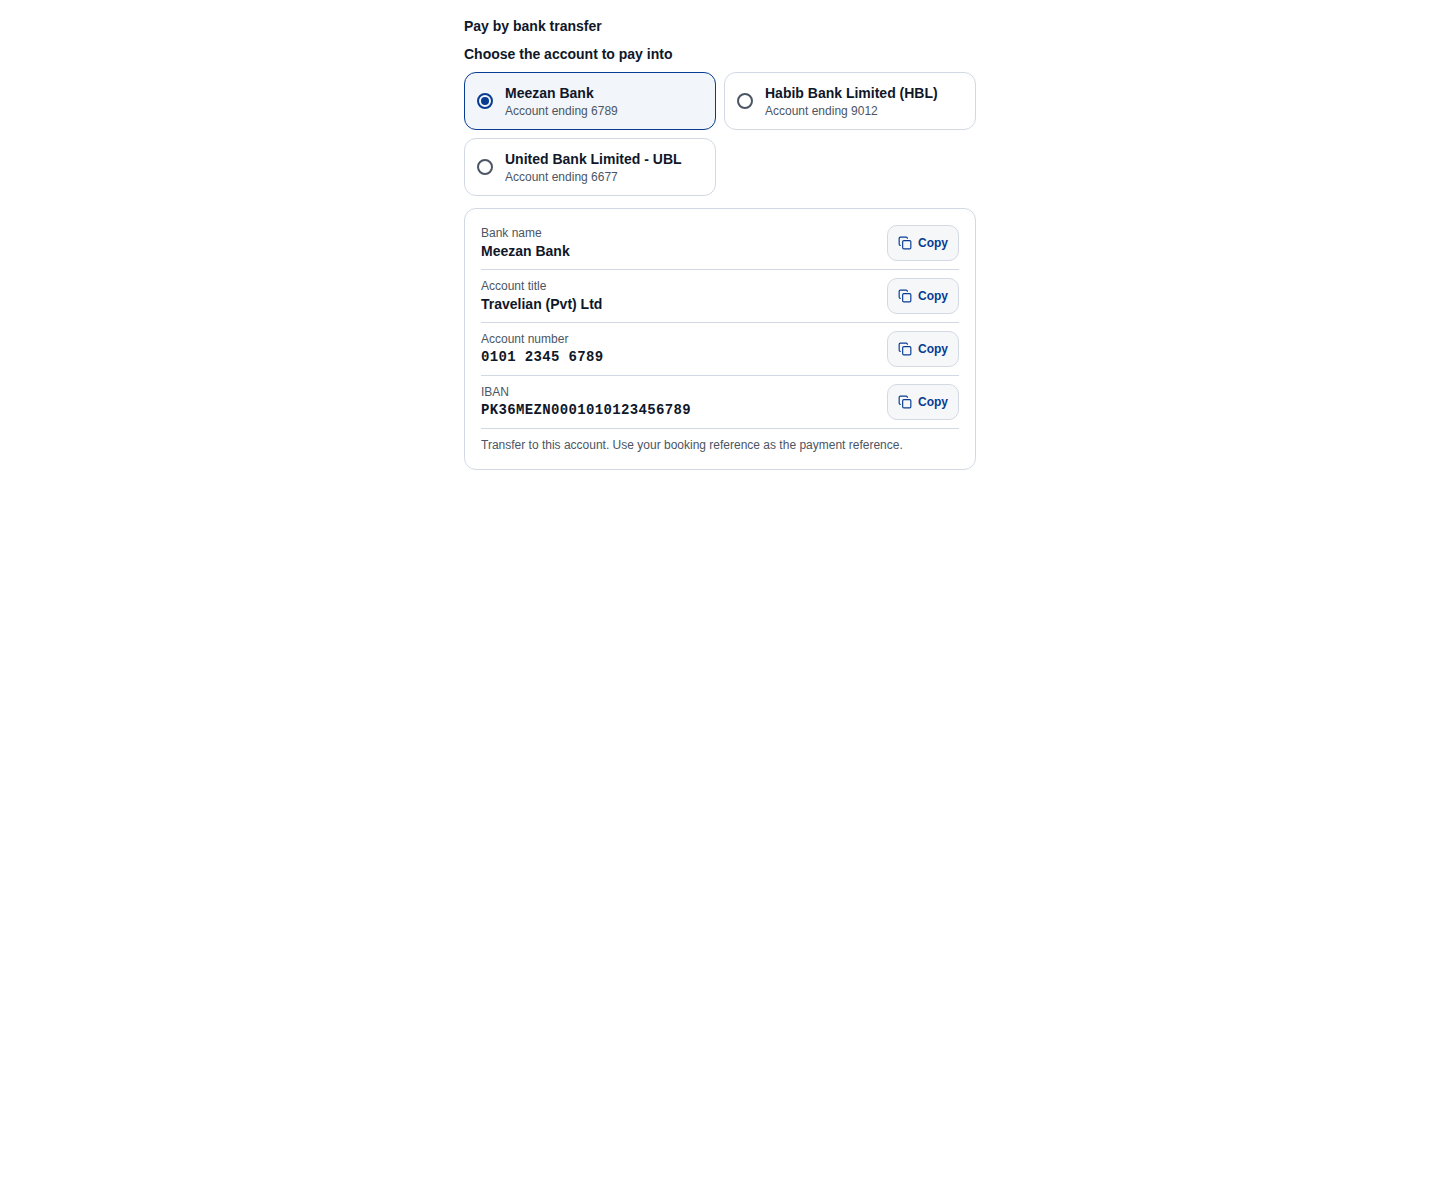 Pay by bank transfer
Choose the account to pay into
Meezan Bank
Account ending 6789
Habib Bank Limited (HBL)
Account ending 9012
United Bank Limited - UBL
Account ending 6677
Bank name
Meezan Bank
Copy
Account title
Travelian (Pvt) Ltd
Copy
Account number
0101 2345 6789
Copy
IBAN
PK36MEZN0001010123456789
Copy
Transfer to this account. Use your booking reference as the payment reference.